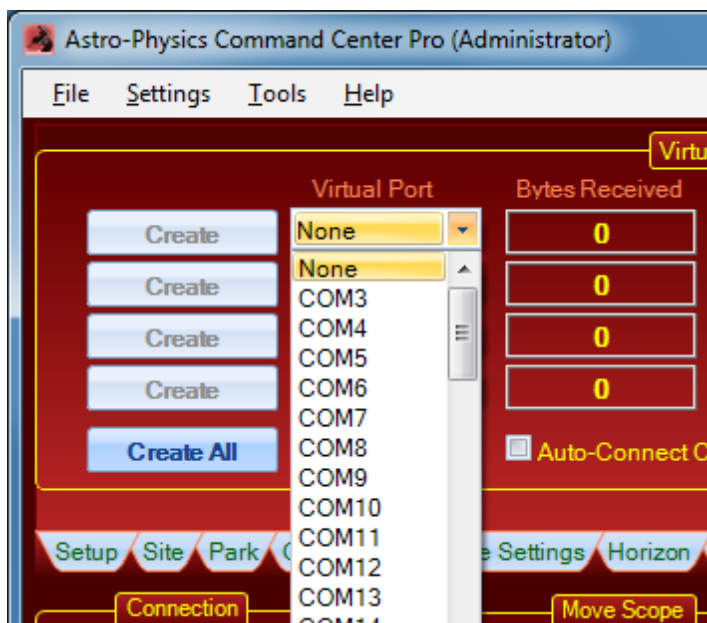 Astro-Physics Command Center Pro (Administrator)
File Settings Tools Help
Virtual Port Bytes Received
Create None 0
Create None 0
Create COM3 0
Create COM4 0
COM5
COM6
COM7
Create All COM8 Auto-Connect
COM9
COM10
COM11
Setup Site Park Settings Horizon
COM12
COM13
Connection Move Scope